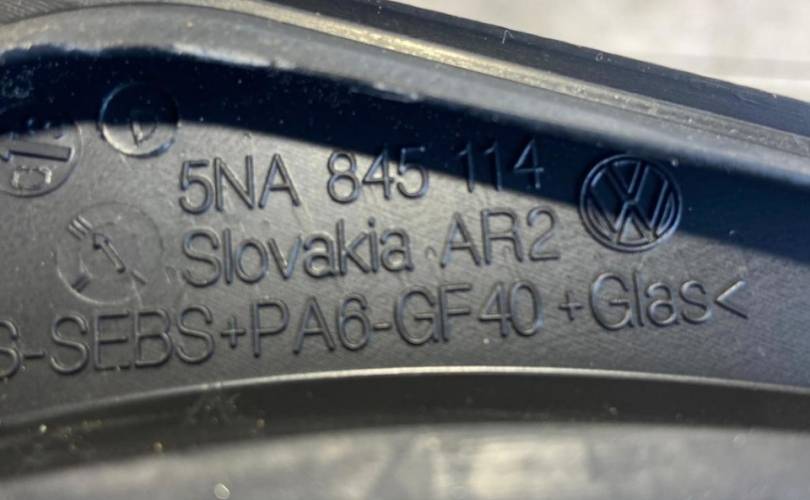 5NA 845 114
Slovakia AR2
S-SEBS+PA6-GF40+Glas<